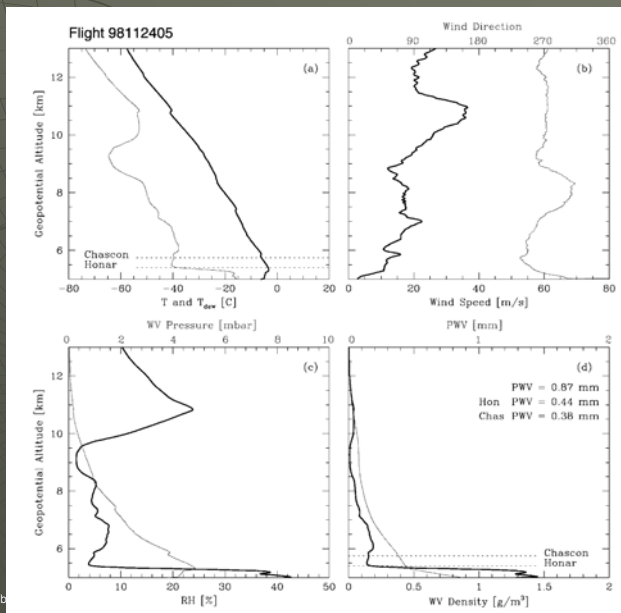 Flight 98112405
Wind Direction
0 90 180 270 360
(a)
(b)
12
10
8
6
Geopotential Altitude [km]
Chascon
Honar
-80 -60 -40 -20 0 20
T and Tdew [C]
0 20 40 60 80
Wind Speed [m/s]
WV Pressure [mbar]
0 2 4 6 8 10
PWV [mm]
0 .5 1 1.5 2
(c)
(d)
PWV = 0.87 mm
Hon PWV = 0.44 mm
Chas PWV = 0.38 mm
12
10
8
6
Geopotential Altitude [km]
Chascon
Honar
0 10 20 30 40 50
RH [%]
0 .5 1 1.5 2
WV Density [g/m³]